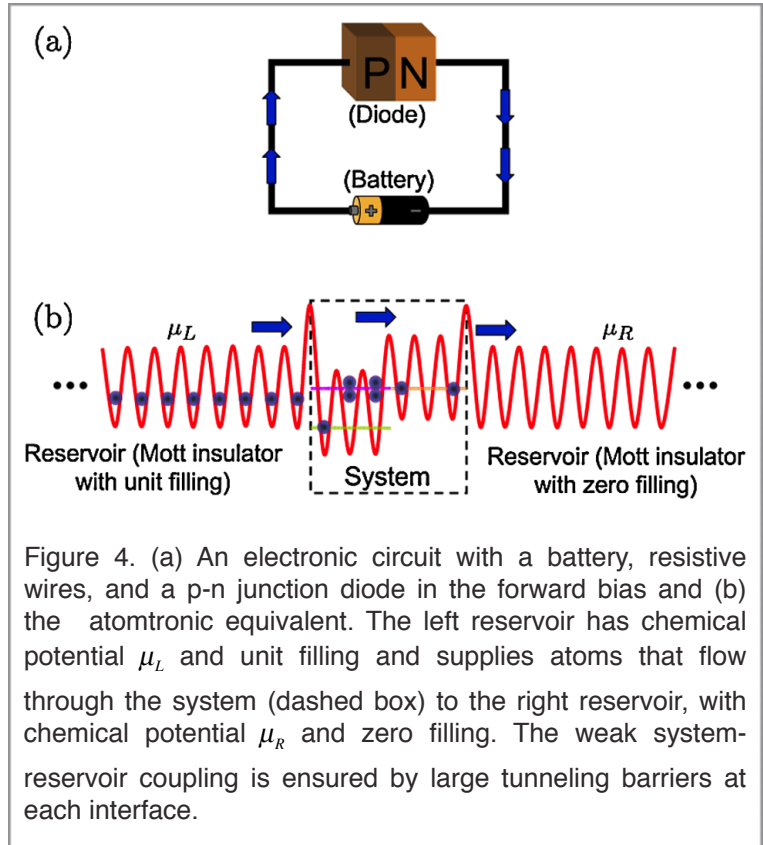 (a)
P N
(Diode)
(Battery)
+ −
(b)
μL
μR
•••
•••
Reservoir (Mott insulator
with unit filling)
System
Reservoir (Mott insulator
with zero filling)
Figure 4. (a) An electronic circuit with a battery, resistive
wires, and a p-n junction diode in the forward bias and (b)
the atomtronic equivalent. The left reservoir has chemical
potential μL and unit filling and supplies atoms that flow
through the system (dashed box) to the right reservoir, with
chemical potential μR and zero filling. The weak system-
reservoir coupling is ensured by large tunneling barriers at
each interface.